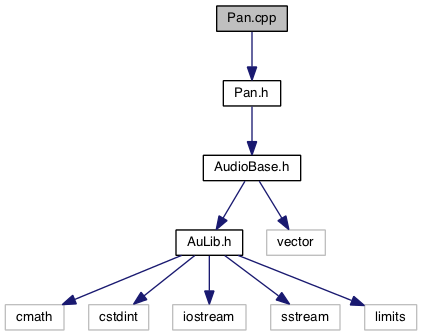 Pan.cpp
Pan.h
AudioBase.h
AuLib.h
vector
cmath
cstdint
iostream
sstream
limits